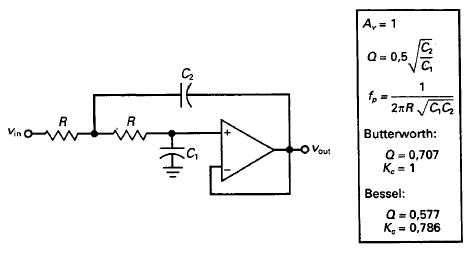 C₂
R
R
v_in
+
C₁
−
v_out
A_v = 1
Q = 0,5 √(C₂/C₁)
f_p = 1/(2πR √(C₁C₂))
Butterworth:
Q = 0,707
K_c = 1
Bessel:
Q = 0,577
K_c = 0,786